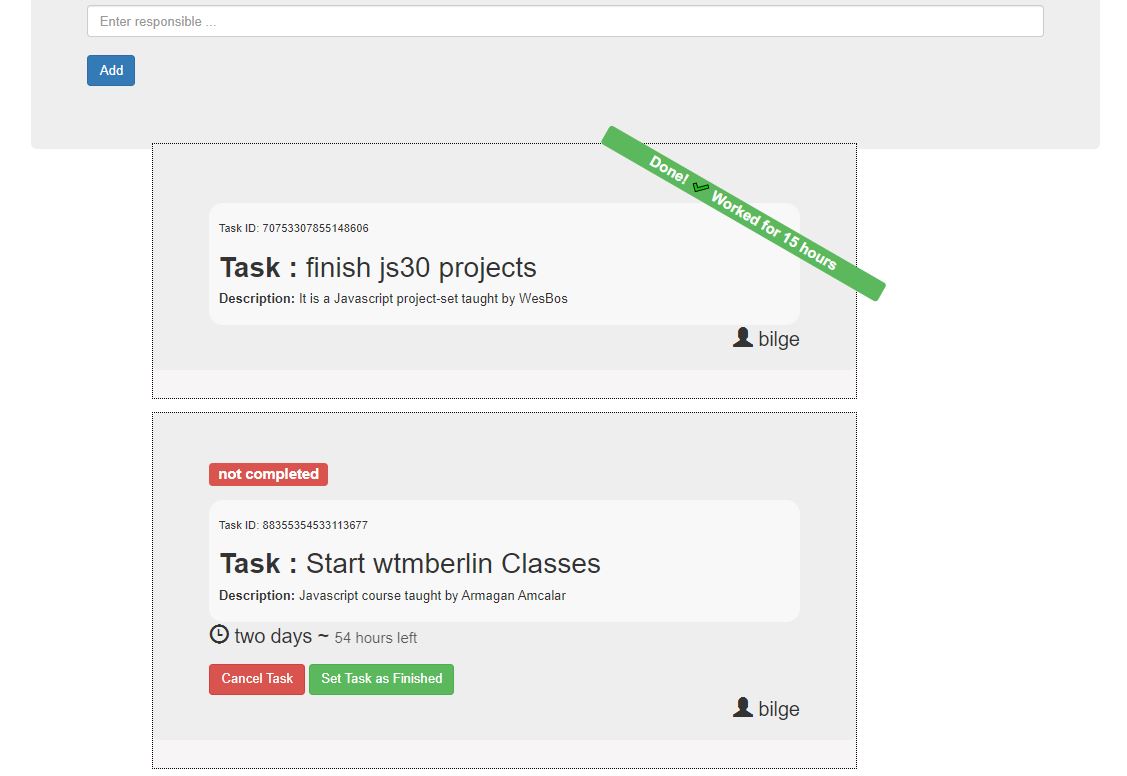 Enter responsible ...
Add
Done! Worked for 15 hours
Task ID: 70753307855148606
Task : finish js30 projects
Description: It is a Javascript project-set taught by WesBos
bilge
not completed
Task ID: 88355354533113677
Task : Start wtmberlin Classes
Description: Javascript course taught by Armagan Amcalar
two days ~ 54 hours left
Cancel Task Set Task as Finished
bilge